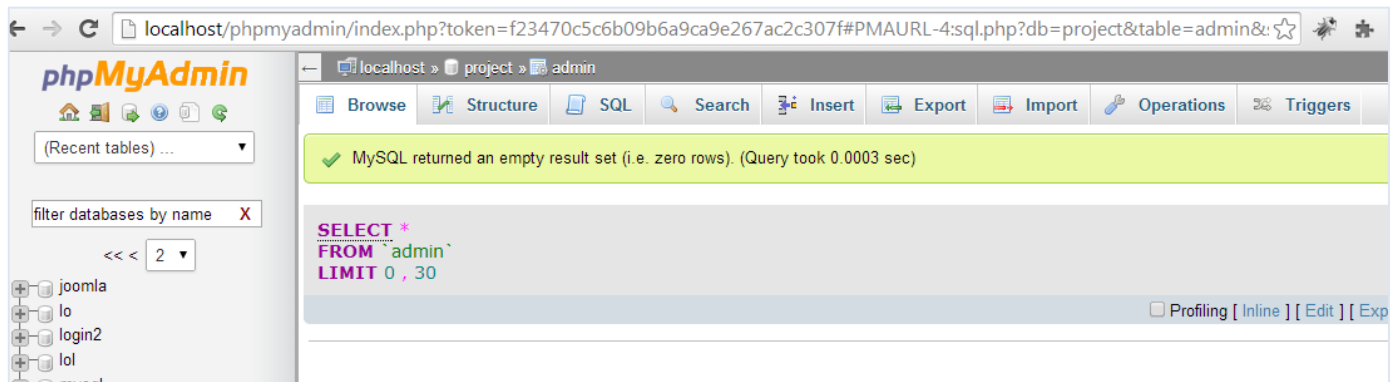 localhost/phpmyadmin/index.php?token=f23470c5c6b09b6a9ca9e267ac2c307f#PMAURL-4:sql.php?db=project&table=admin&
phpMyAdmin
(Recent tables) ...
filter databases by name X
<< < 2
joomla
lo
login2
lol
localhost » project » admin
Browse Structure SQL Search Insert Export Import Operations Triggers
MySQL returned an empty result set (i.e. zero rows). (Query took 0.0003 sec)
SELECT *
FROM `admin`
LIMIT 0 , 30
Profiling [ Inline ] [ Edit ] [ Exp